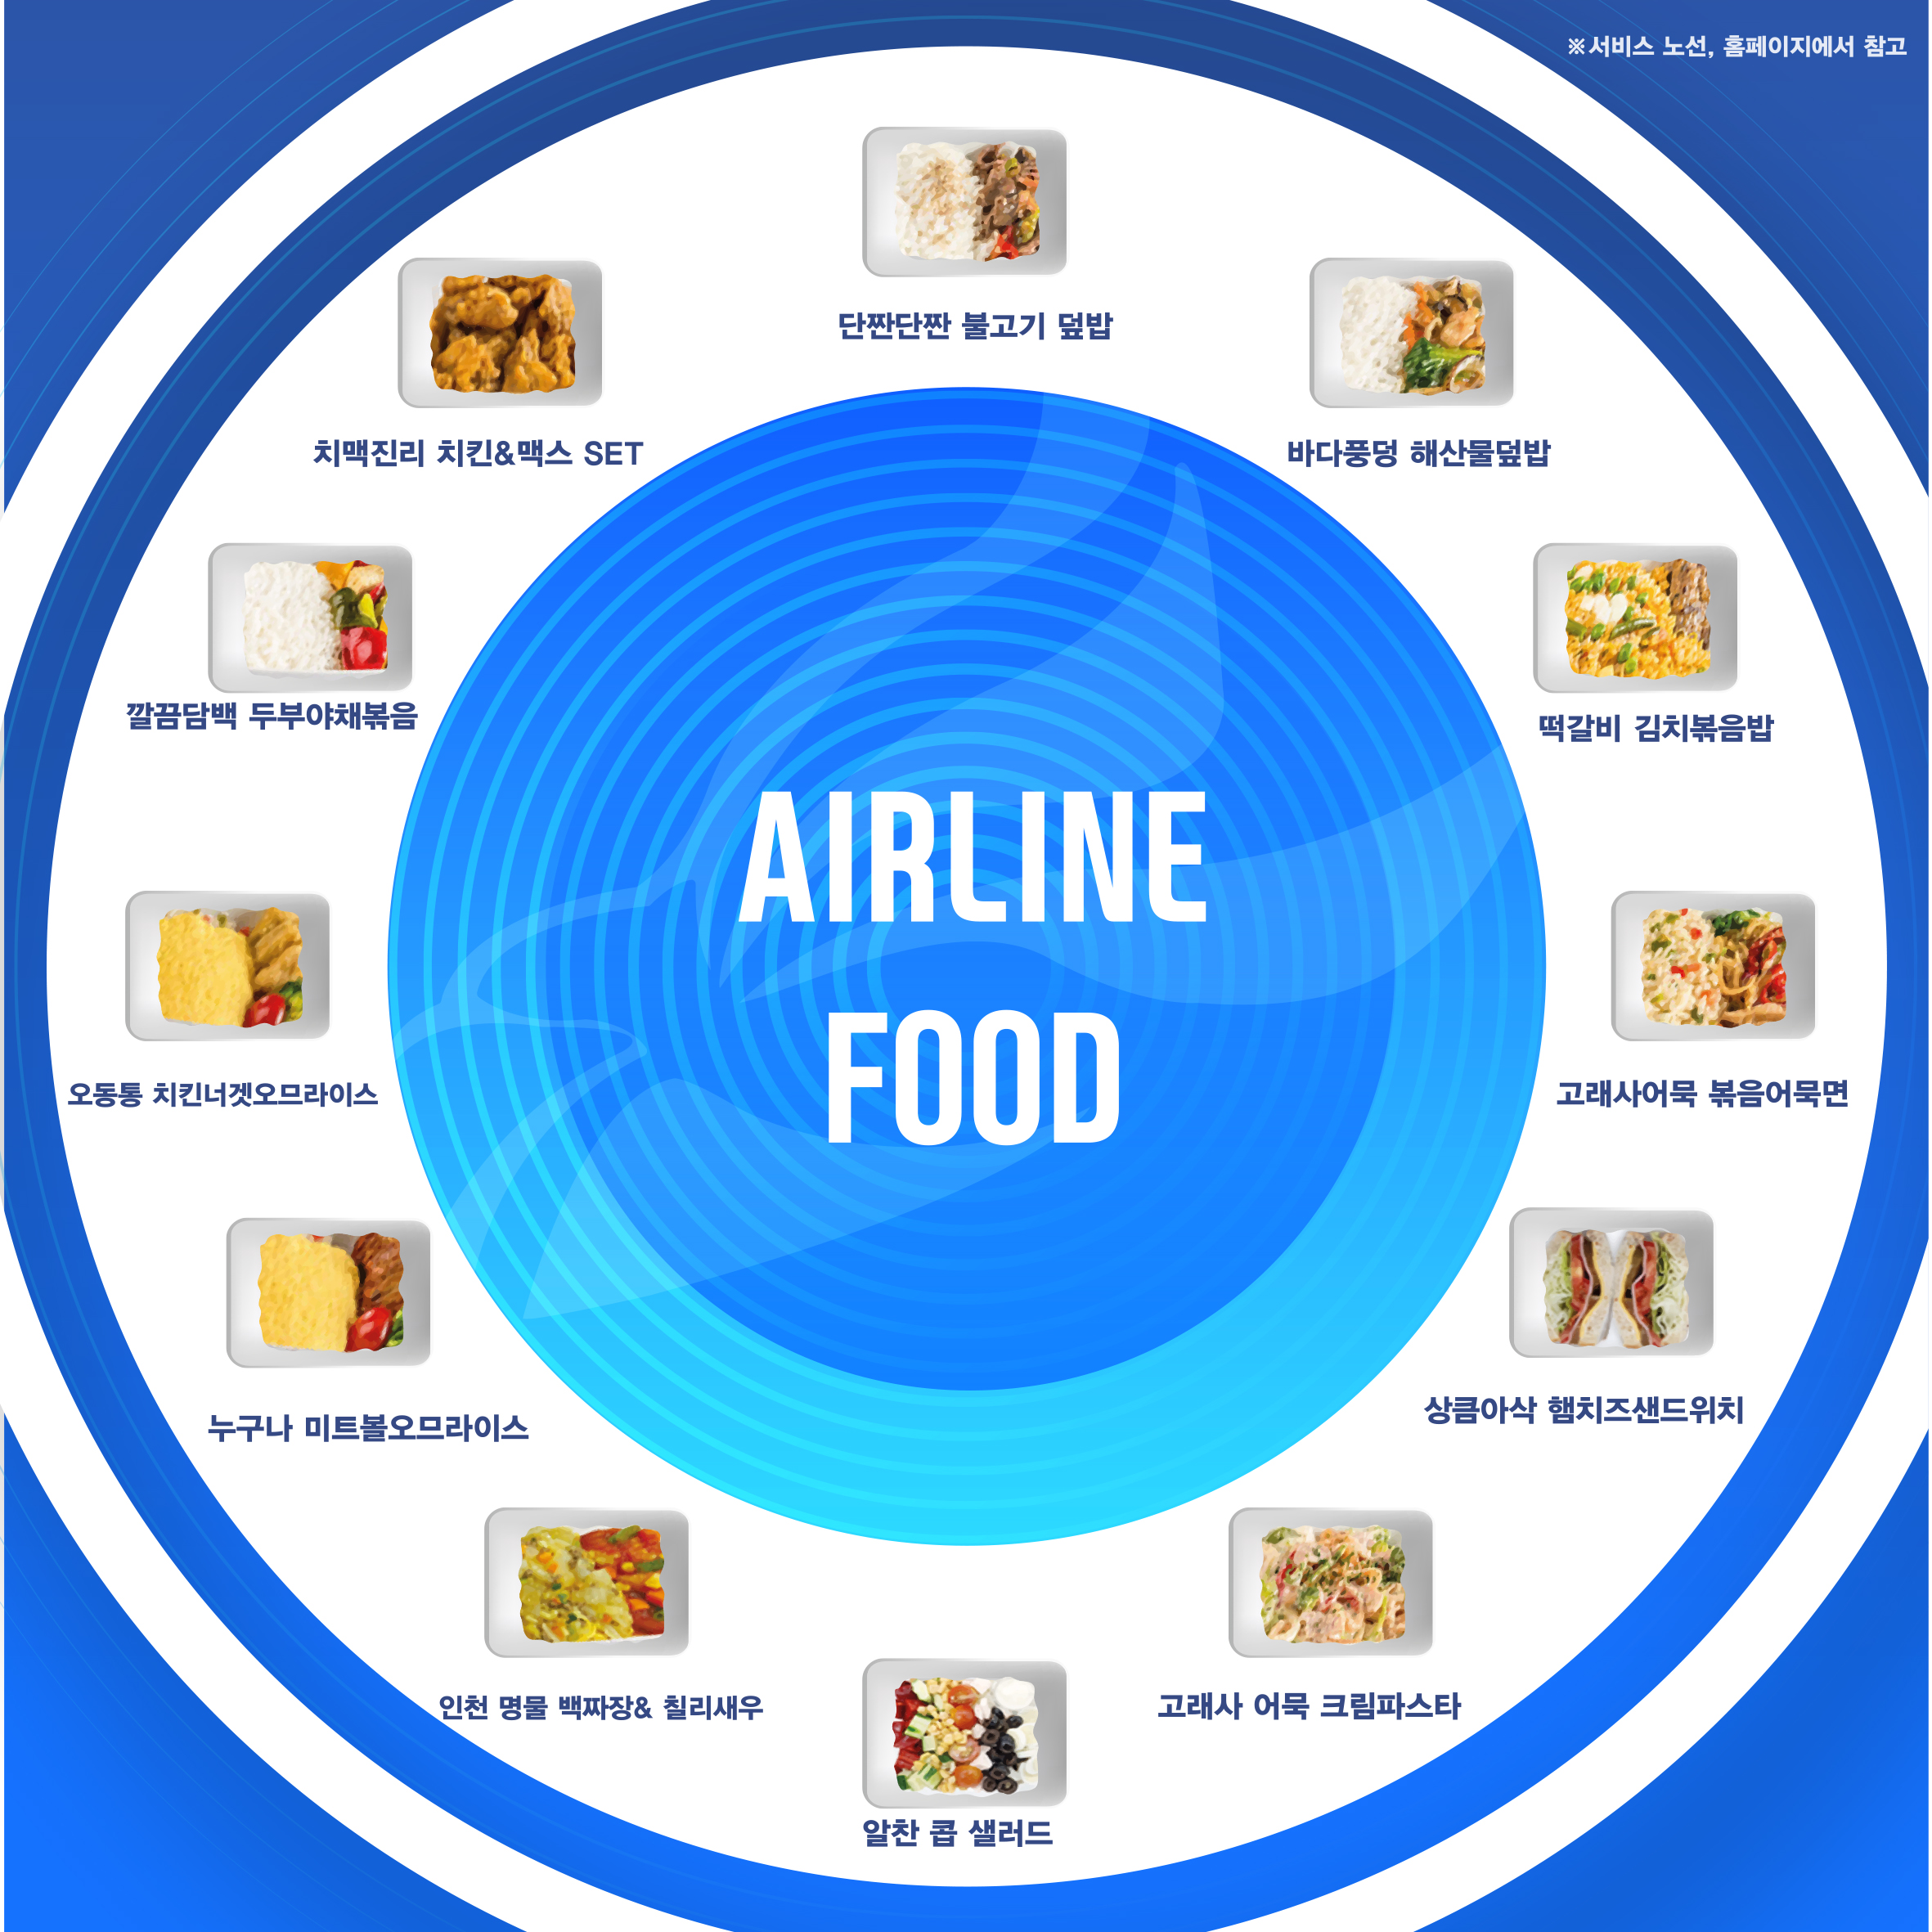 ※서비스 노선, 홈페이지에서 참고
단짠단짠 불고기 덮밥
치맥진리 치킨&맥스 SET
바다풍덩 해산물덮밥
깔끔담백 두부야채볶음
떡갈비 김치볶음밥
AIRLINE
FOOD
오동통 치킨너겟오므라이스
고래사어묵 볶음어묵면
누구나 미트볼오므라이스
상큼아삭 햄치즈샌드위치
인천 명물 백짜장& 칠리새우
고래사 어묵 크림파스타
알찬 콥 샐러드